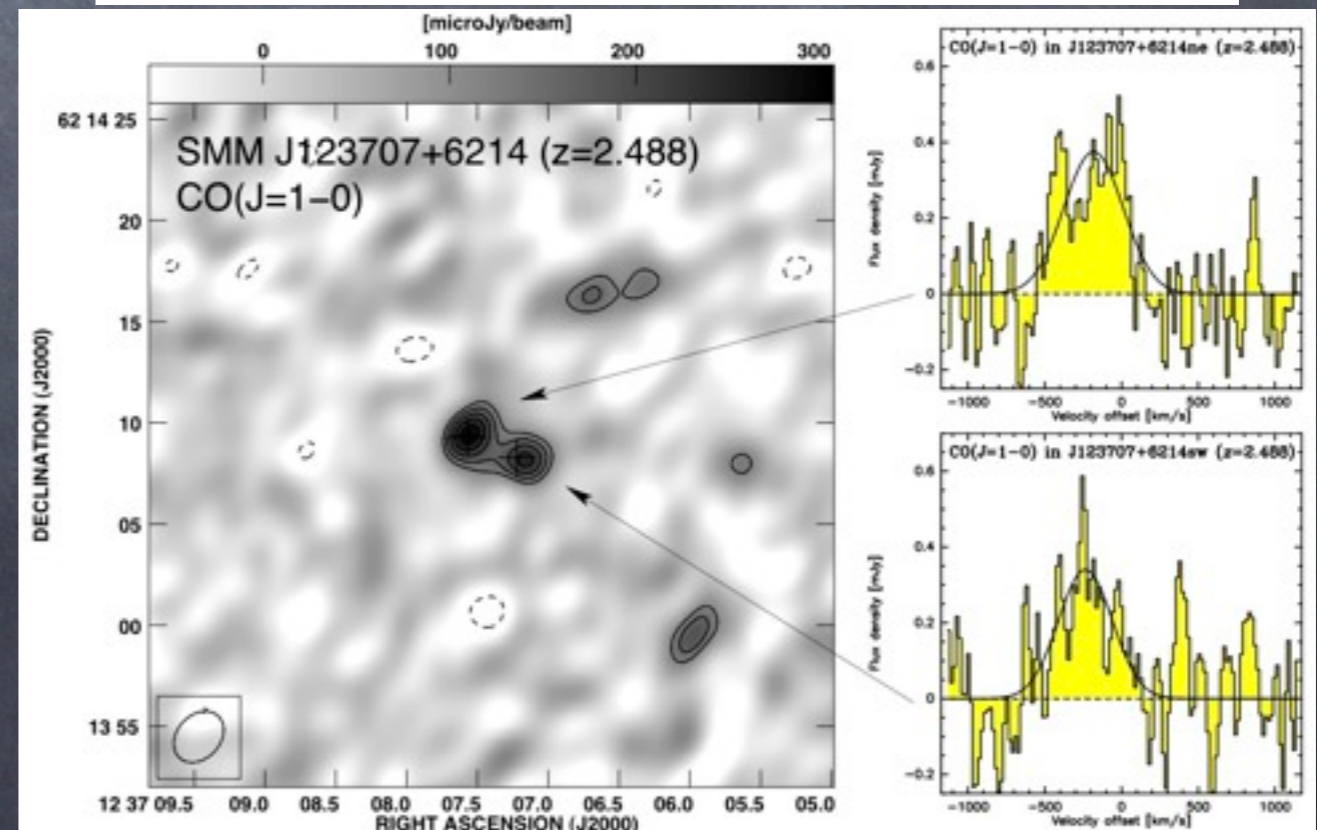 [microJy/beam]
0 100 200 300
SMM J123707+6214 (z=2.488)
CO(J=1−0)
DECLINATION (J2000)
62 14 25
20
15
10
05
00
13 55
12 37 09.5 09.0 08.5 08.0 07.5 07.0 06.5 06.0 05.5 05.0
RIGHT ASCENSION (J2000)
CO(J=1−0) in J123707+6214ne (z=2.488)
Flux density [mJy]
0.6
0.4
0.2
0
−0.2
−1000 −500 0 500 1000
Velocity offset [km/s]
CO(J=1−0) in J123707+6214sw (z=2.488)
Flux density [mJy]
0.6
0.4
0.2
0
−0.2
−1000 −500 0 500 1000
Velocity offset [km/s]